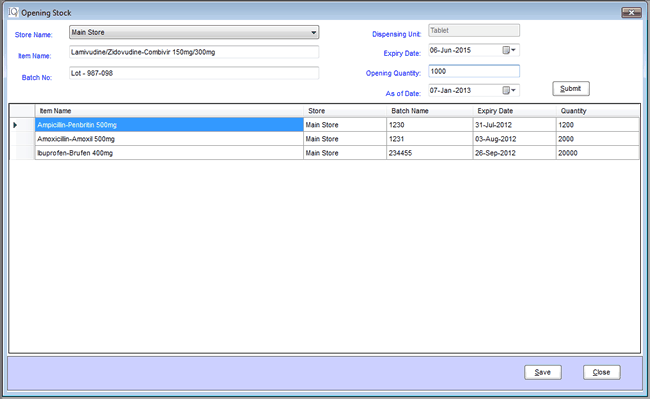 Opening Stock
Store Name: Main Store Dispensing Unit: Tablet
Item Name: Lamivudine/Zidovudine-Combivir 150mg/300mg Expiry Date: 06-Jun -2015
Batch No: Lot - 987-098 Opening Quantity: 1000
As of Date: 07-Jan -2013 Submit
Item Name Store Batch Name Expiry Date Quantity
Ampicillin-Penbritin 500mg Main Store 1230 31-Jul-2012 1200
Amoxicillin-Amoxil 500mg Main Store 1231 03-Aug-2012 2000
Ibuprofen-Brufen 400mg Main Store 234455 26-Sep-2012 20000
Save Close